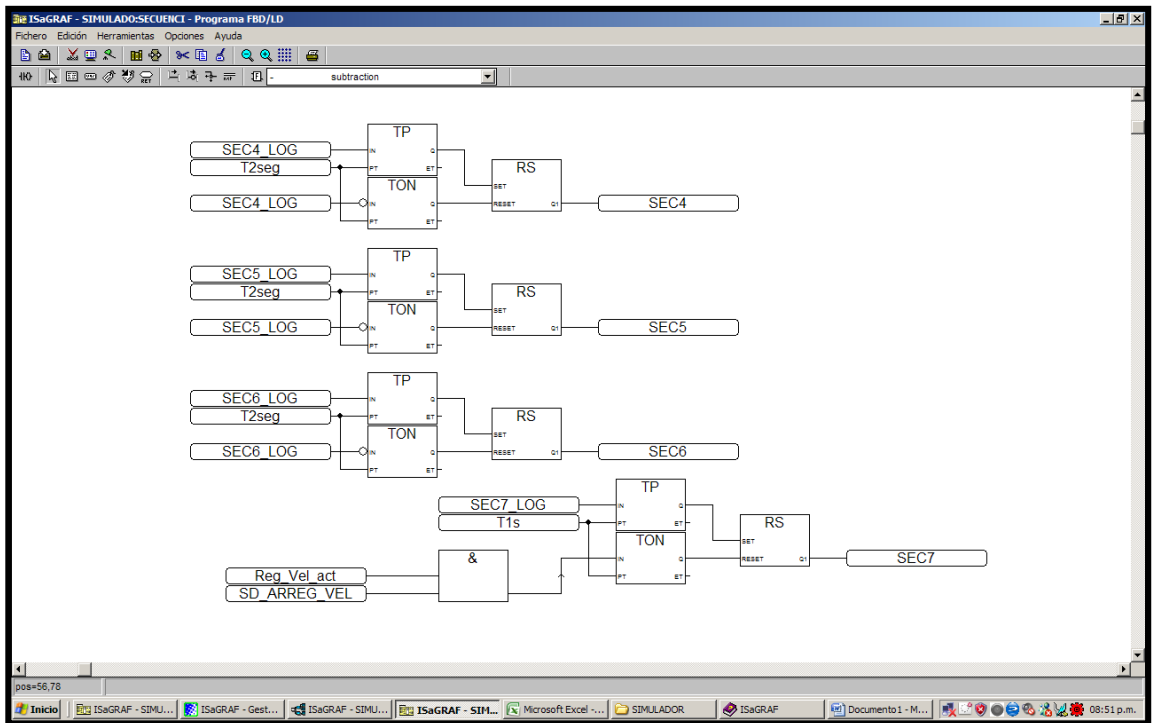 ISaGRAF - SIMULADO:SECUENCI - Programa FBD/LD
Fichero Edición Herramientas Opciones Ayuda
RET
- subtraction
TP
SEC4_LOG IN Q
T2seg PT ET
RS
TON
SET
SEC4_LOG IN Q RESET Q1 SEC4
PT ET
TP
SEC5_LOG IN Q
T2seg PT ET
RS
TON
SET
SEC5_LOG IN Q RESET Q1 SEC5
PT ET
TP
SEC6_LOG IN Q
T2seg PT ET
RS
TON
SET
SEC6_LOG IN Q RESET Q1 SEC6
PT ET
TP
SEC7_LOG IN Q
T1s PT ET
RS
TON
SET
& IN Q RESET Q1 SEC7
Reg_Vel_act PT ET
SD_ARREG_VEL
pos=56,78
Inicio ISaGRAF - SIMU... ISaGRAF - Gest... ISaGRAF - SIMU... ISaGRAF - SIM... Microsoft Excel -... SIMULADOR ISaGRAF Documento1 - M... 08:51 p.m.